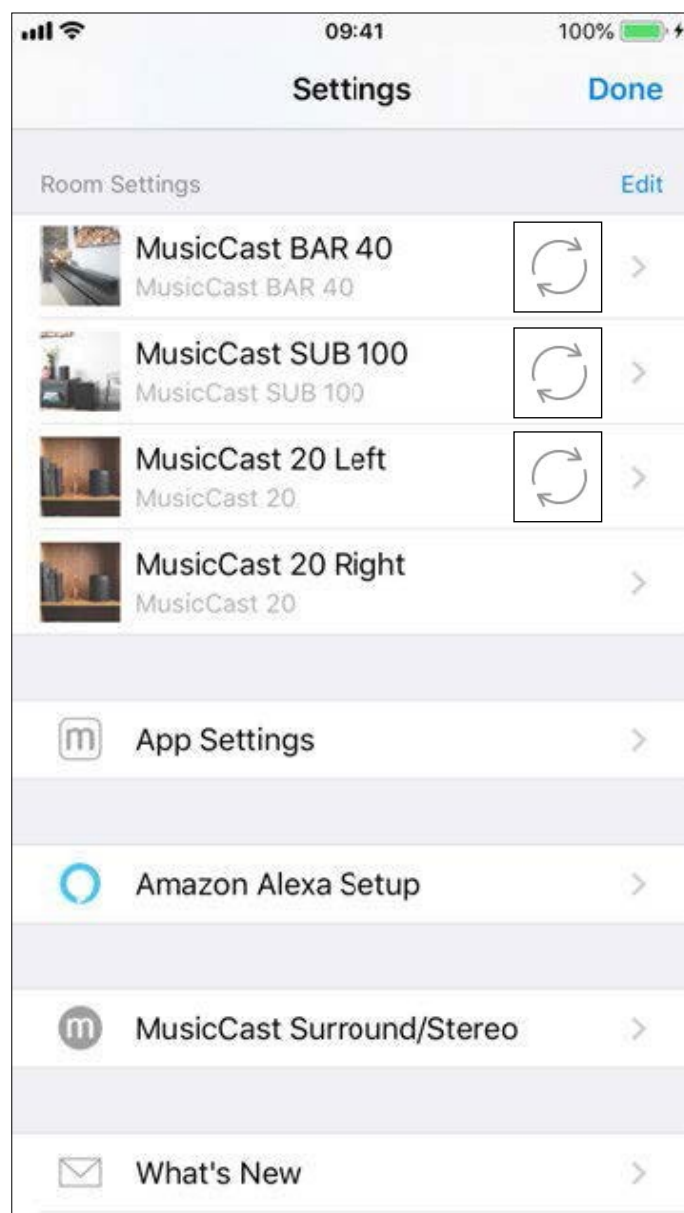 09:41
100%
Settings
Done
Room Settings
Edit
MusicCast BAR 40
MusicCast BAR 40
MusicCast SUB 100
MusicCast SUB 100
MusicCast 20 Left
MusicCast 20
MusicCast 20 Right
MusicCast 20
m
App Settings
Amazon Alexa Setup
m
MusicCast Surround/Stereo
What's New